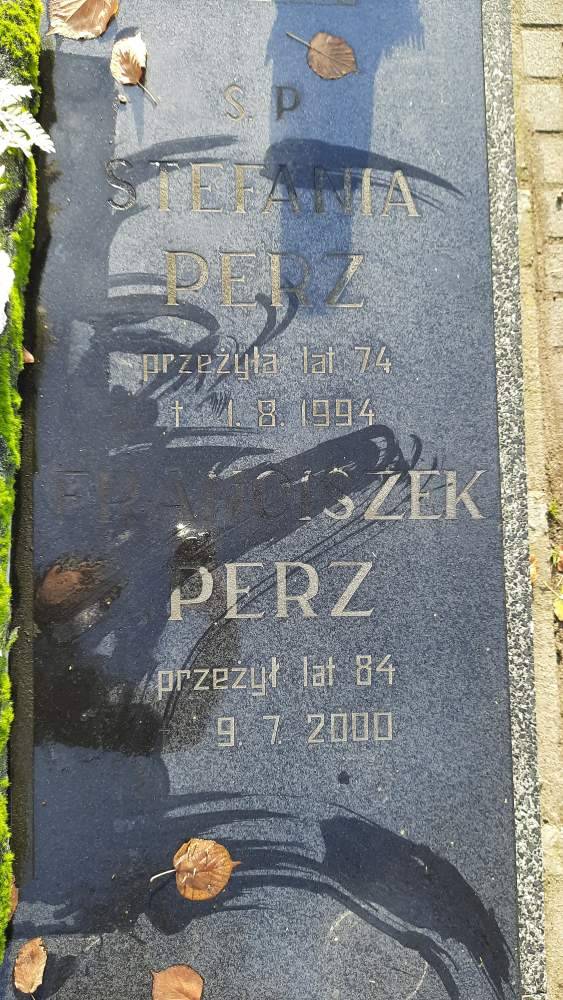 S. P
STEFANIA
PERZ
przeżyła lat 74
† 1. 8. 1994
FRANCISZEK
PERZ
przeżył lat 84
9. 7. 2000